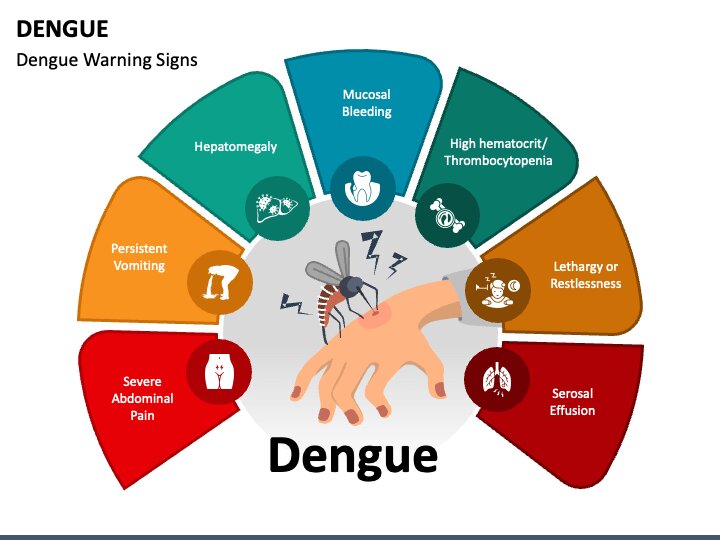 DENGUE
Dengue Warning Signs
Severe
Abdominal
Pain
Persistent
Vomiting
Hepatomegaly
Mucosal
Bleeding
High hematocrit/
Thrombocytopenia
Lethargy or
Restlessness
Serosal
Effusion
Dengue